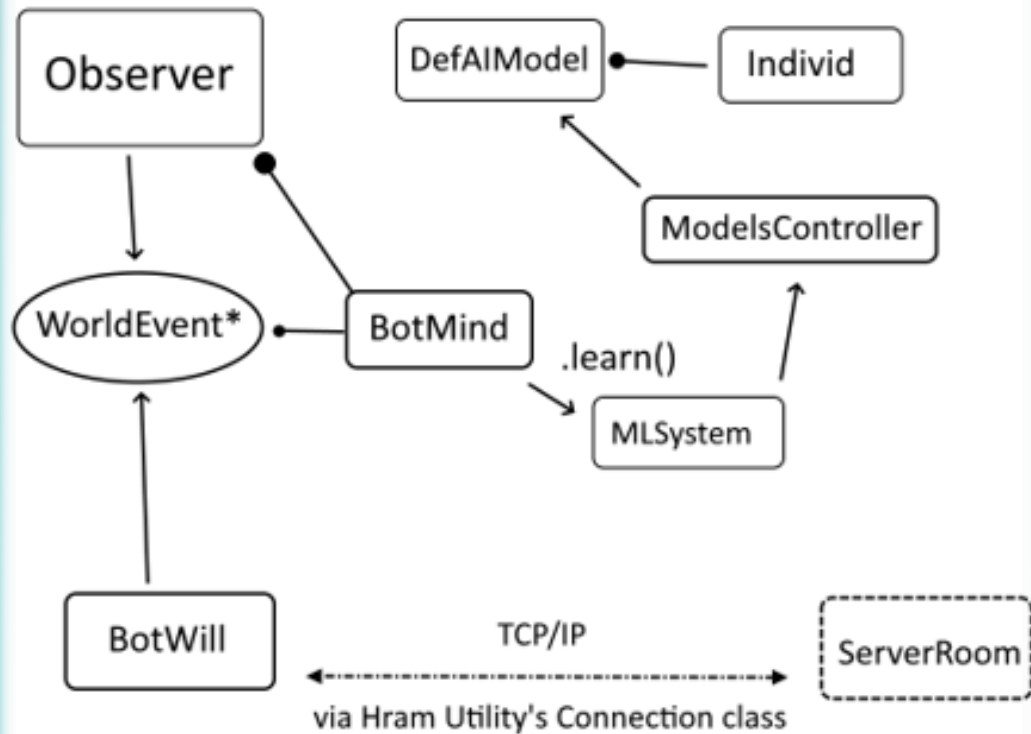 Observer
DefAIModel
Individ
ModelsController
WorldEvent*
BotMind
.learn()
MLSystem
BotWill
TCP/IP
ServerRoom
via Hram Utility's Connection class